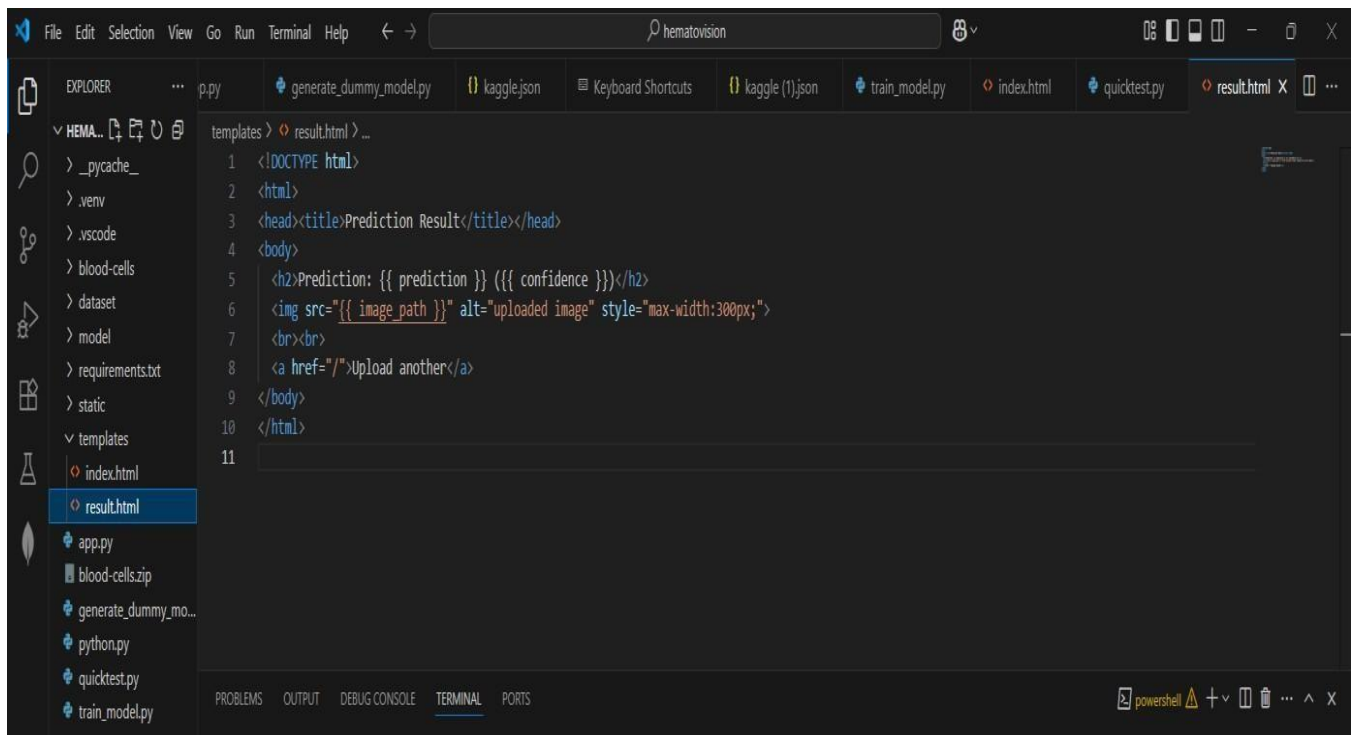 File Edit Selection View Go Run Terminal Help
hematovision
EXPLORER
p.py
generate_dummy_model.py
{} kaggle.json
Keyboard Shortcuts
{} kaggle (1).json
train_model.py
<> index.html
quicktest.py
<> result.html X
HEMA...
> _pycache_
> .venv
> .vscode
> blood-cells
> dataset
> model
> requirements.txt
> static
templates
<> index.html
<> result.html
app.py
blood-cells.zip
generate_dummy_mo...
python.py
quicktest.py
train_model.py
templates > <> result.html > ...
1 <!DOCTYPE html>
2 <html>
3 <head><title>Prediction Result</title></head>
4 <body>
5 <h2>Prediction: {{ prediction }} ({{ confidence }})</h2>
6 <img src="{{ image_path }}" alt="uploaded image" style="max-width:300px;">
7 <br><br>
8 <a href="/">Upload another</a>
9 </body>
10 </html>
11
PROBLEMS OUTPUT DEBUG CONSOLE TERMINAL PORTS
powershell